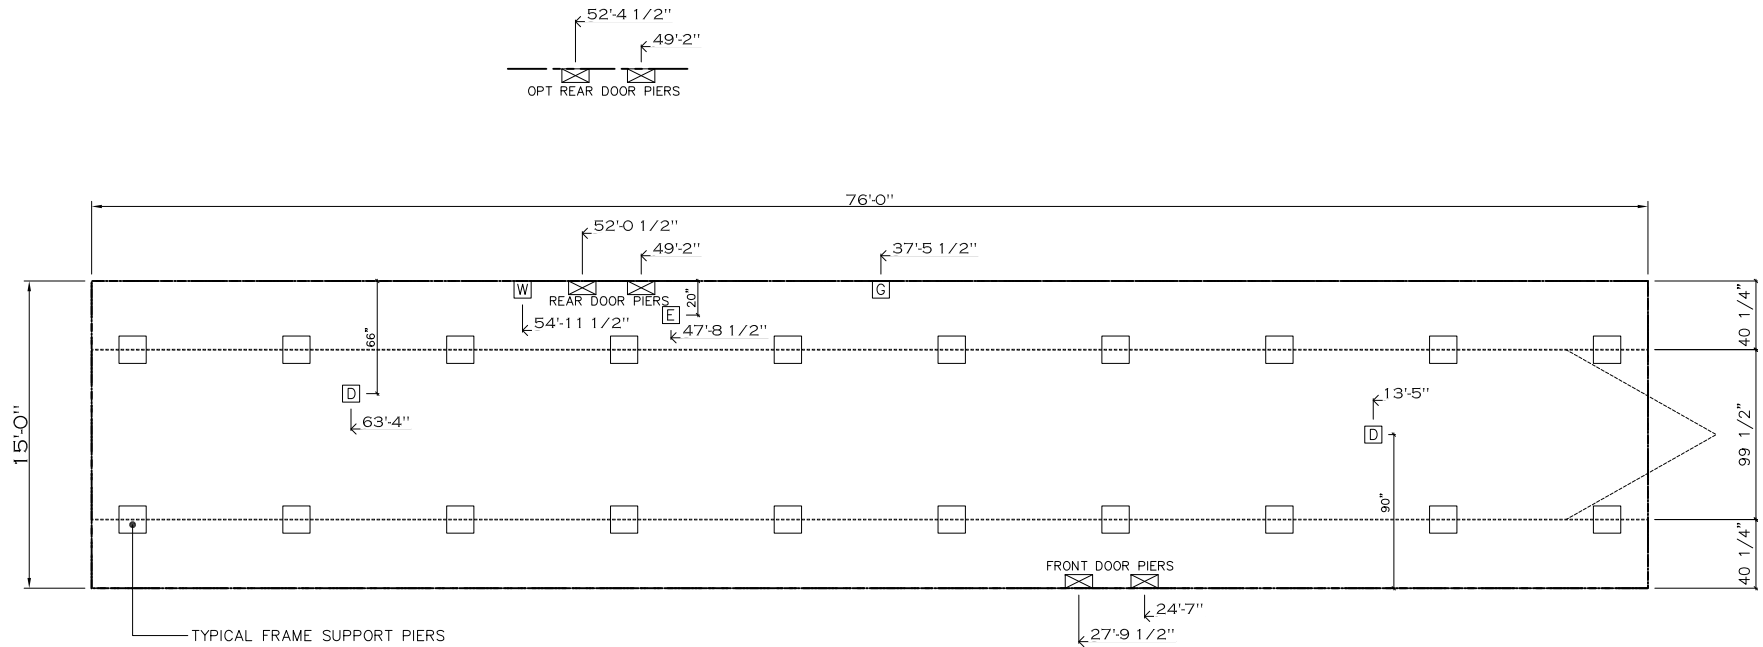 52'-4 1/2"
49'-2"
OPT REAR DOOR PIERS
76'-0"
52'-0 1/2"
49'-2"
37'-5 1/2"
W
G
REAR DOOR PIERS
20"
E
54'-11 1/2"
47'-8 1/2"
66"
40 1/4"
D
63'-4"
13'-5"
D
15'-0"
99 1/2"
90"
40 1/4"
FRONT DOOR PIERS
24'-7"
27'-9 1/2"
TYPICAL FRAME SUPPORT PIERS